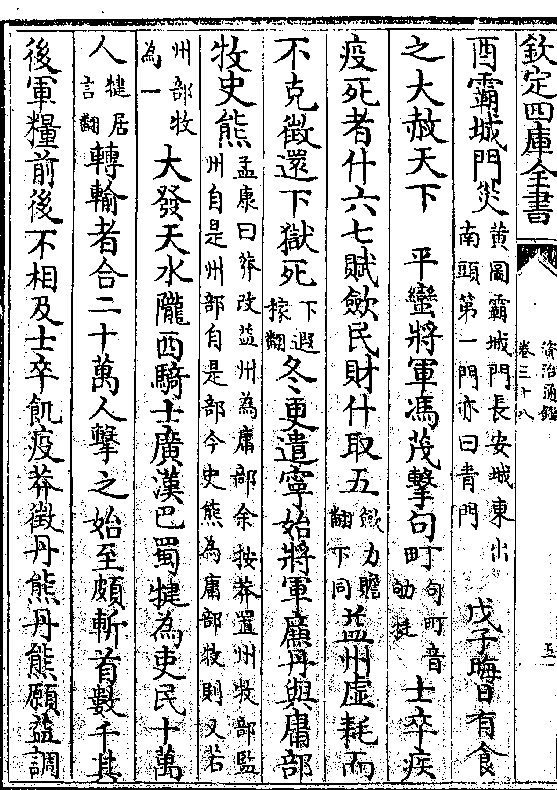 欽定四庫全書 資治通鑑卷三十八 五
酉霸城門災黄圖霸城門長安城東出南頭第一門亦曰青門 戊子晦日有食
之大赦天下 平蠻將軍馮茂擊句町句町音劬挺士卒疾
疫死者什六七賦斂民財什取五斂力贍翻下同益州虚耗而
不克徵還下獄死下遐稼翻冬更遣寧始將軍廉丹與庸部
牧史熊孟康曰莽改益州為庸部余按莽置州牧部監州自是州部自是部今史熊為庸部牧則又若
州部牧為一 大發天水隴西騎士廣漢巴蜀犍為吏民十萬
人犍居言翻轉輸者合二十萬人擊之始至頗斬首數千其
後軍糧前後不相及士卒飢疫莽徵丹熊丹熊願益調